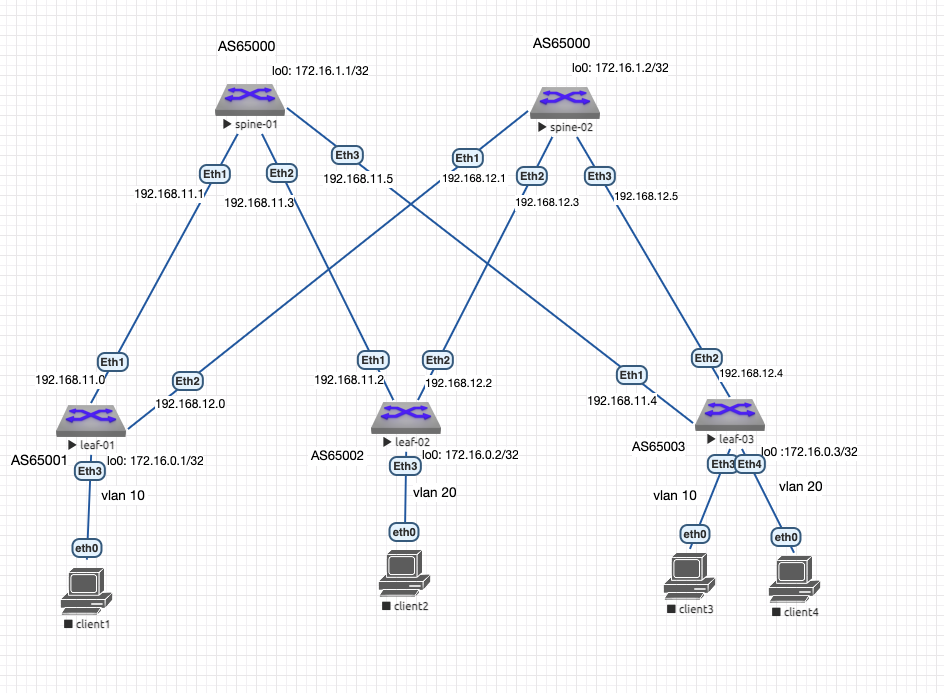 AS65000
AS65000
lo0: 172.16.1.1/32
lo0: 172.16.1.2/32
spine-01
spine-02
Eth3
Eth1
Eth1
Eth2
Eth2
Eth3
192.168.11.5
192.168.12.1
192.168.11.1
192.168.11.3
192.168.12.3
192.168.12.5
Eth1
Eth1
Eth2
Eth2
192.168.11.0
Eth2
192.168.11.2
192.168.12.2
Eth1
192.168.12.4
192.168.12.0
192.168.11.4
leaf-01
leaf-02
leaf-03
AS65001
lo0: 172.16.0.1/32
AS65002
lo0: 172.16.0.2/32
AS65003
lo0 :172.16.0.3/32
Eth3
Eth3
Eth3
Eth4
vlan 10
vlan 20
vlan 10
vlan 20
eth0
eth0
eth0
eth0
client1
client2
client3
client4